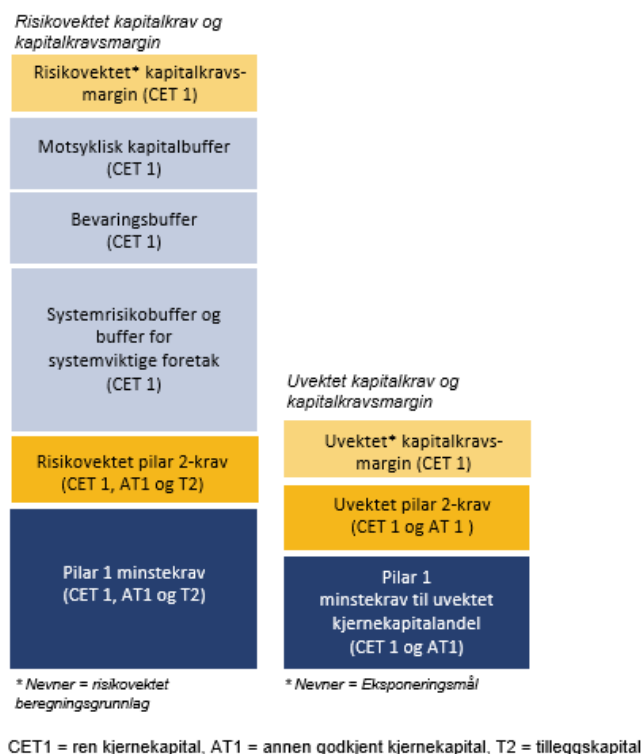 Risikovektet kapitalkrav og
kapitalkravsmargin
Risikovektet* kapitalkravs-
margin (CET 1)
Motsyklisk kapitalbuffer
(CET 1)
Bevaringsbuffer
(CET 1)
Systemrisikobuffer og
buffer for
systemviktige foretak
(CET 1)
Risikovektet pilar 2-krav
(CET 1, AT1 og T2)
Pilar 1 minstekrav
(CET 1, AT1 og T2)
* Nevner = risikovektet
beregningsgrunnlag
Uvektet kapitalkrav og
kapitalkravsmargin
Uvektet* kapitalkravs-
margin (CET 1)
Uvektet pilar 2-krav
(CET 1 og AT 1 )
Pilar 1
minstekrav til uvektet
kjernekapitalandel
(CET 1 og AT1)
* Nevner = Eksponeringsmål
CET1 = ren kjernekapital, AT1 = annen godkjent kjernekapital, T2 = tilleggskapital